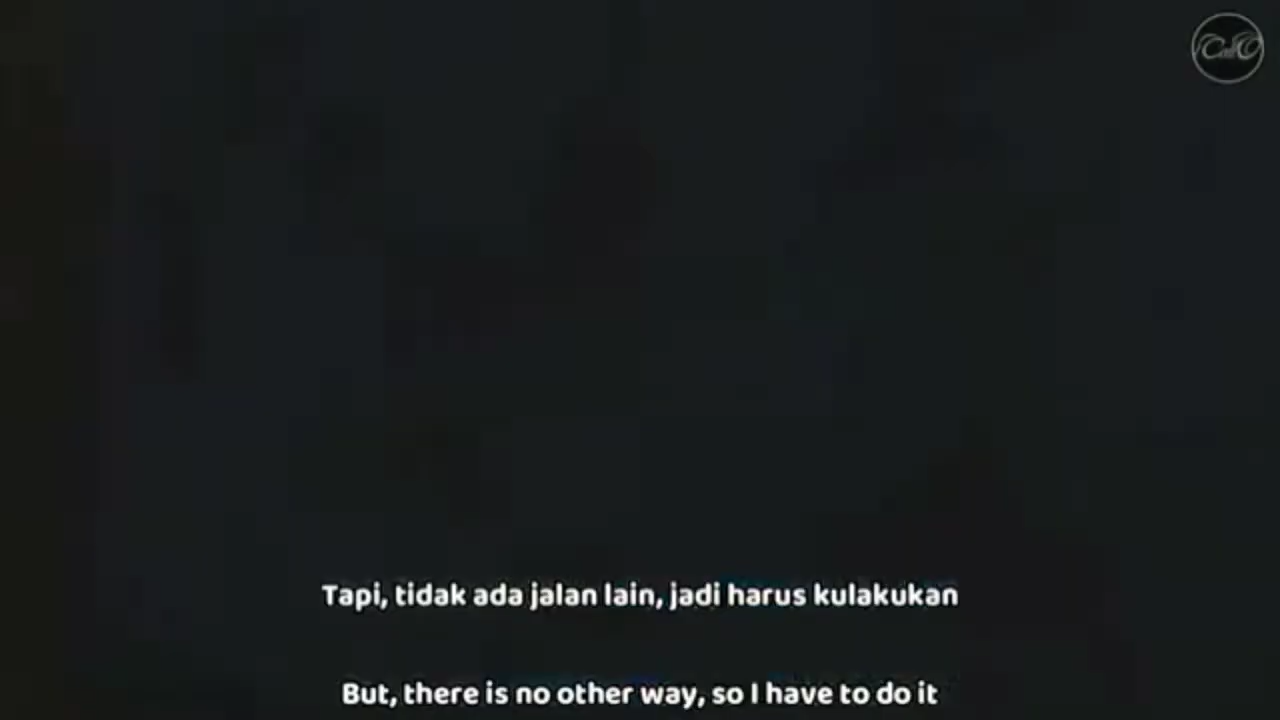 Tapi, tidak ada jalan lain, jadi harus kulakukan
But, there is no other way, so I have to do it